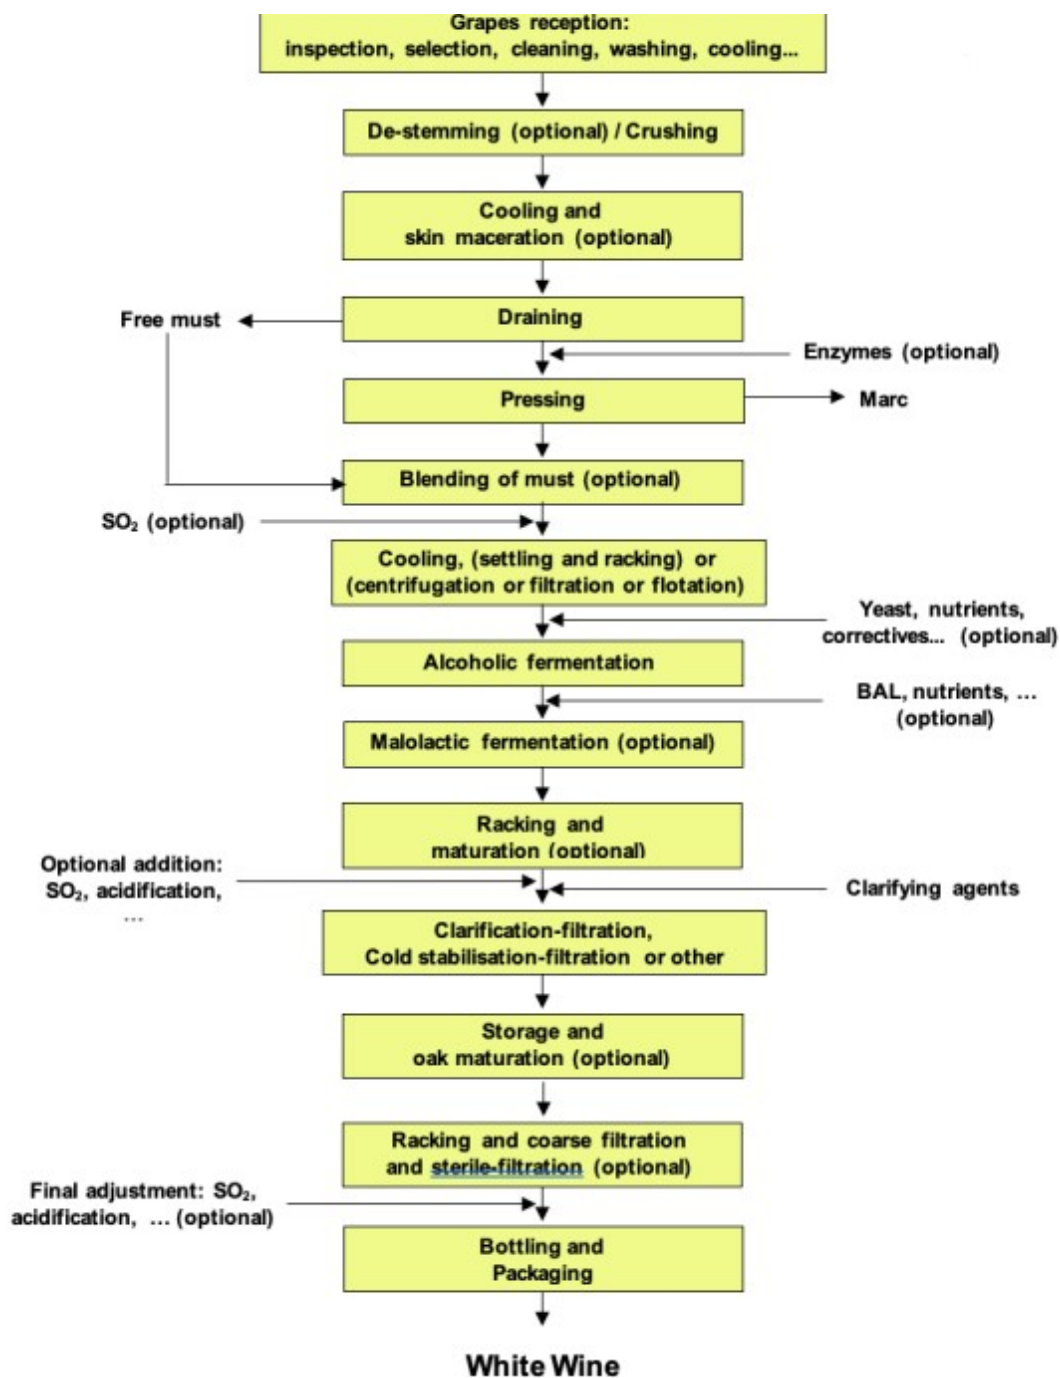 Grapes reception:
inspection, selection, cleaning, washing, cooling...
De-stemming (optional) / Crushing
Cooling and
skin maceration (optional)
Free must
Draining
Enzymes (optional)
Pressing
Marc
Blending of must (optional)
SO₂ (optional)
Cooling, (settling and racking) or
(centrifugation or filtration or flotation)
Yeast, nutrients,
correctives... (optional)
Alcoholic fermentation
BAL, nutrients, ...
(optional)
Malolactic fermentation (optional)
Racking and
maturation (optional)
Optional addition:
SO₂, acidification,
...
Clarifying agents
Clarification-filtration,
Cold stabilisation-filtration or other
Storage and
oak maturation (optional)
Racking and coarse filtration
and sterile-filtration (optional)
Final adjustment: SO₂,
acidification, ... (optional)
Bottling and
Packaging
White Wine